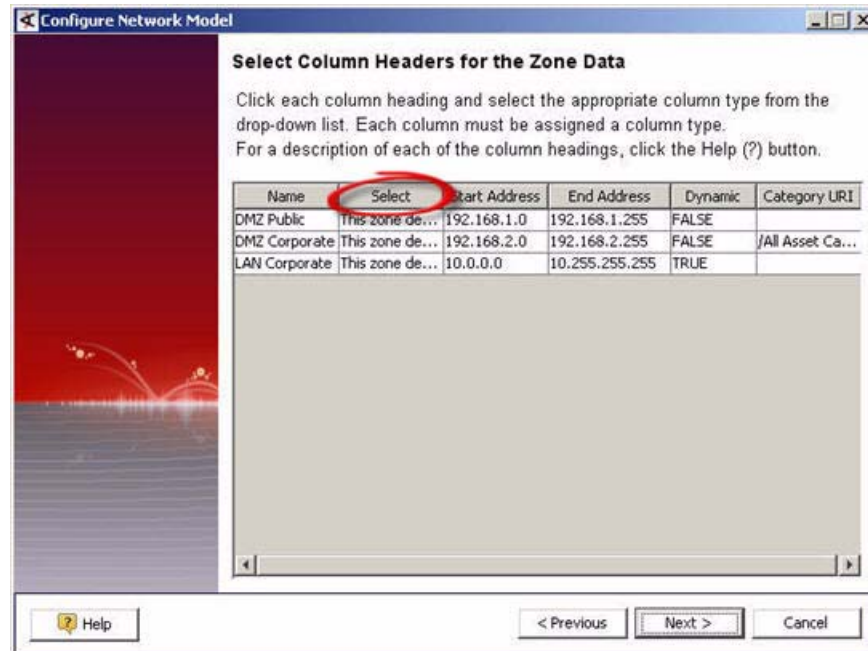 Configure Network Model
Select Column Headers for the Zone Data
Click each column heading and select the appropriate column type from the
drop-down list. Each column must be assigned a column type.
For a description of each of the column headings, click the Help (?) button.
Name Select Start Address End Address Dynamic Category URI
DMZ Public This zone de... 192.168.1.0 192.168.1.255 FALSE
DMZ Corporate This zone de... 192.168.2.0 192.168.2.255 FALSE /All Asset Ca...
LAN Corporate This zone de... 10.0.0.0 10.255.255.255 TRUE
Help < Previous Next > Cancel